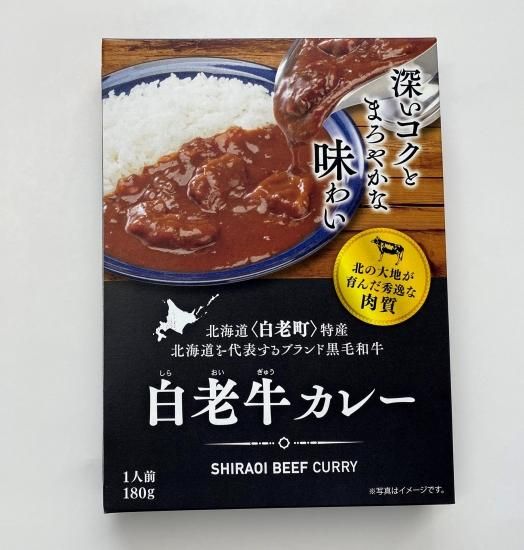 深いコクと
まろやかな
味わい
北の大地が
育んだ秀逸な
肉質
北海道〈白老町〉特産
北海道を代表するブランド黒毛和牛
しら おい ぎゅう
白老牛カレー
SHIRAOI BEEF CURRY
1人前
180g
※写真はイメージです。